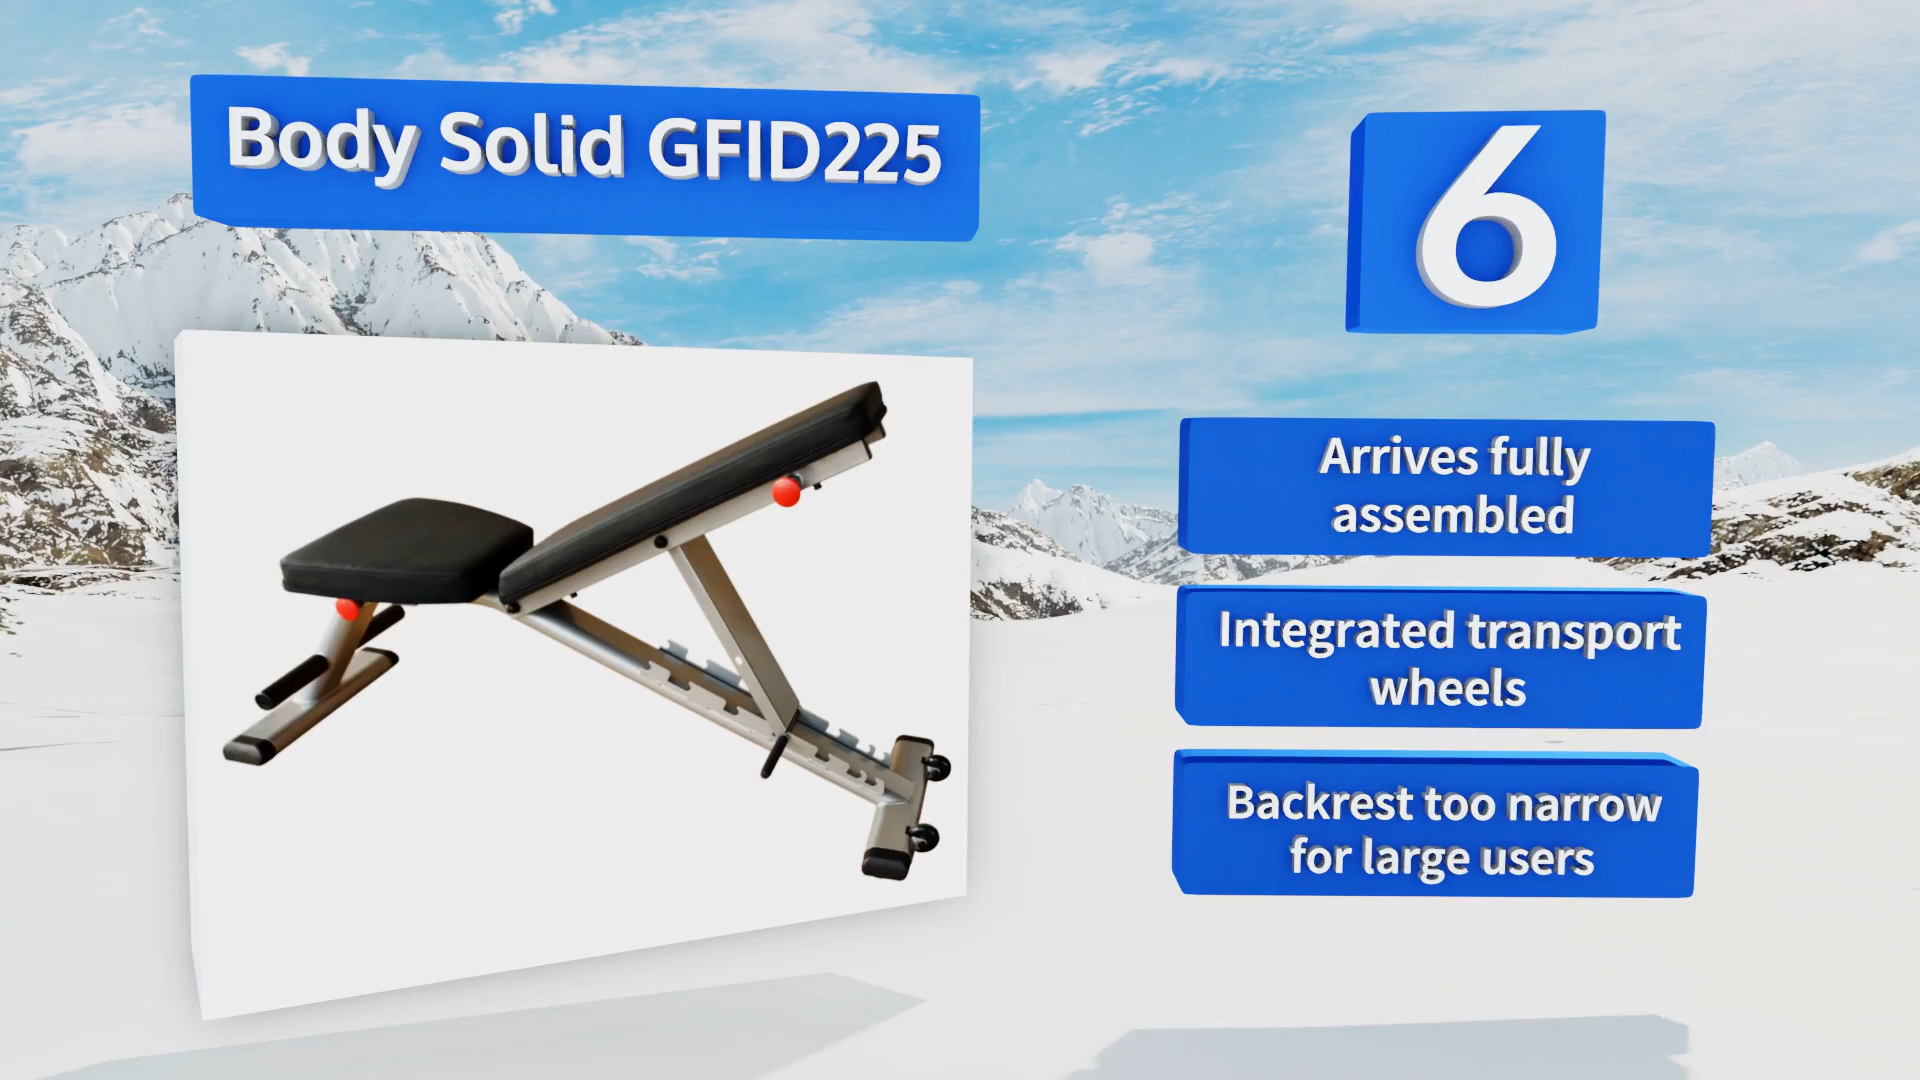 Body Solid GFID225
6
Arrives fully
assembled
Integrated transport
wheels
Backrest too narrow
for large users